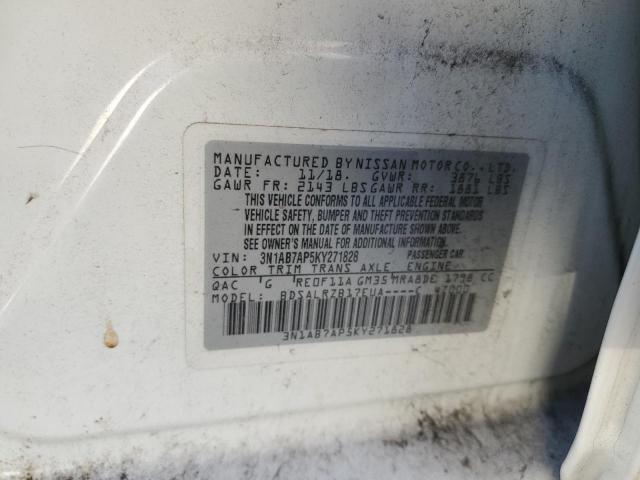 MANUFACTURED BY NISSAN MOTOR CO., LTD.
DATE: 11/18. GVWR: 3876 LBS
GAWR FR: 2143 LBS GAWR RR: 1881 LBS
THIS VEHICLE CONFORMS TO ALL APPLICABLE FEDERAL MOTOR
VEHICLE SAFETY, BUMPER AND THEFT PREVENTION STANDARDS
IN EFFECT ON THE DATE OF MANUFACTURE SHOWN ABOVE.
SEE OWNER'S MANUAL FOR ADDITIONAL INFORMATION.
VIN: 3N1AB7AP5KY271828 PASSENGER CAR
COLOR TRIM TRANS AXLE ENGINE
QAC G RE0F11A GM35 MRA8DE 1798 CC
MODEL: BDSALRZB17EUA----C
3N1AB7AP5KY271828